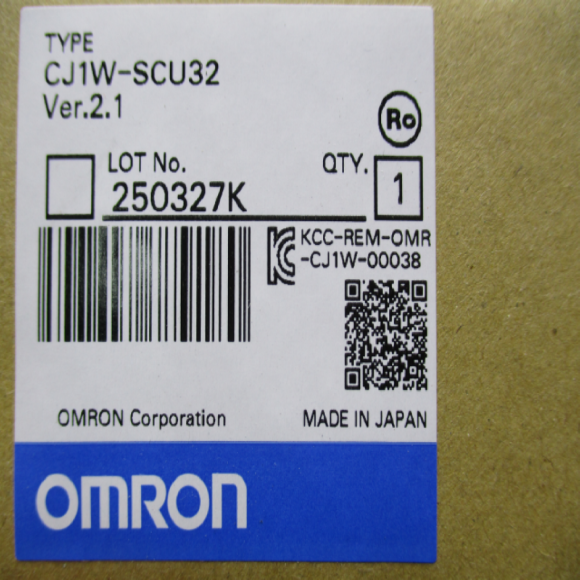 TYPE
CJ1W-SCU32
Ver.2.1
Ro
LOT No.
QTY.
250327K
1
KCC-REM-OMR
-CJ1W-00038
OMRON Corporation
MADE IN JAPAN
OMRON